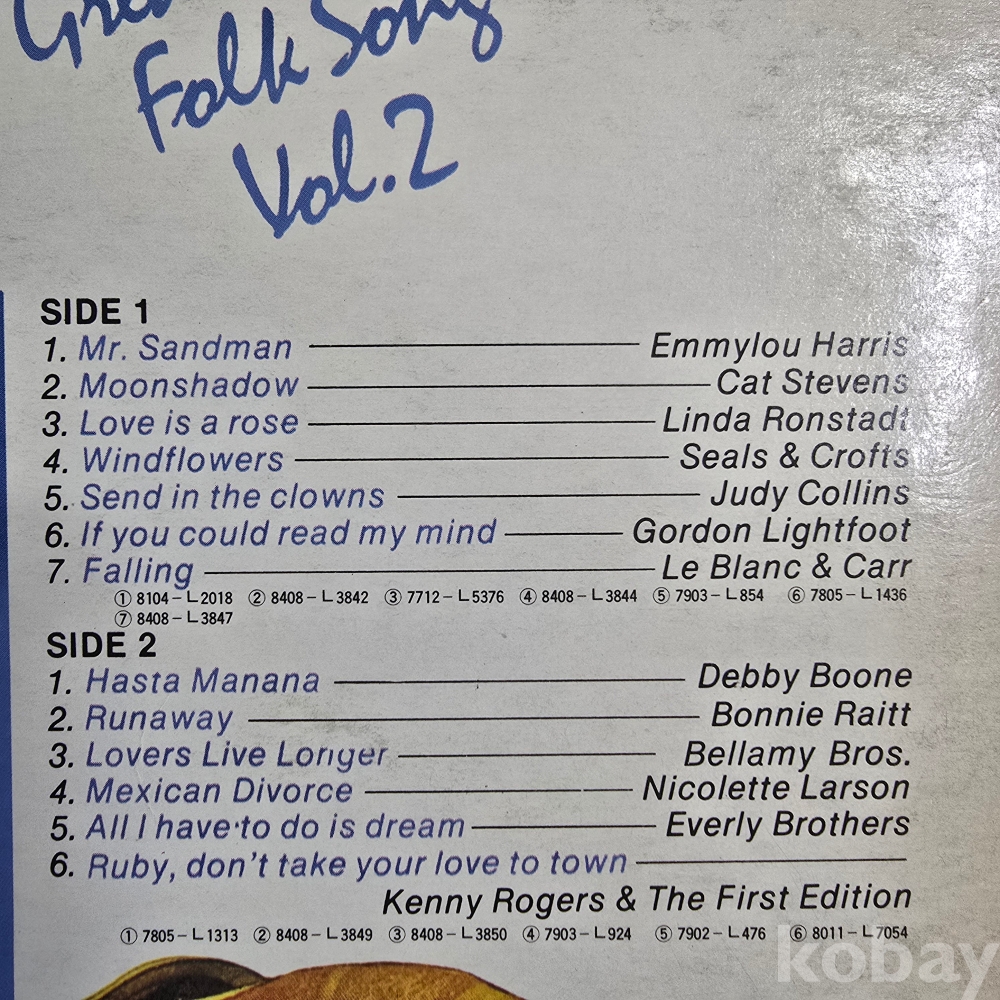 Folk Song
Vol.2
SIDE 1
1. Mr. Sandman Emmylou Harris
2. Moonshadow Cat Stevens
3. Love is a rose Linda Ronstadt
4. Windflowers Seals & Crofts
5. Send in the clowns Judy Collins
6. If you could read my mind Gordon Lightfoot
7. Falling Le Blanc & Carr
① 8104-L2018 ② 8408-L3842 ③ 7712-L5376 ④ 8408-L3844 ⑤ 7903-L854 ⑥ 7805-L1436
⑦ 8408-L3847
SIDE 2
1. Hasta Manana Debby Boone
2. Runaway Bonnie Raitt
3. Lovers Live Longer Bellamy Bros.
4. Mexican Divorce Nicolette Larson
5. All I have to do is dream Everly Brothers
6. Ruby, don't take your love to town
Kenny Rogers & The First Edition
① 7805-L1313 ② 8408-L3849 ③ 8408-L3850 ④ 7903-L924 ⑤ 7902-L476 ⑥ 8011-L7054
kobay